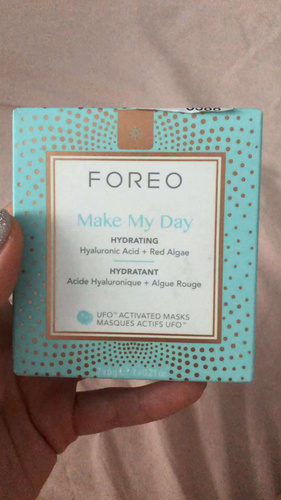 FOREO
Make My Day
HYDRATING
Hyaluronic Acid + Red Algae
HYDRATANT
Acide Hyaluronique + Algue Rouge
UFO™ ACTIVATED MASKS
MASQUES ACTIFS UFO™